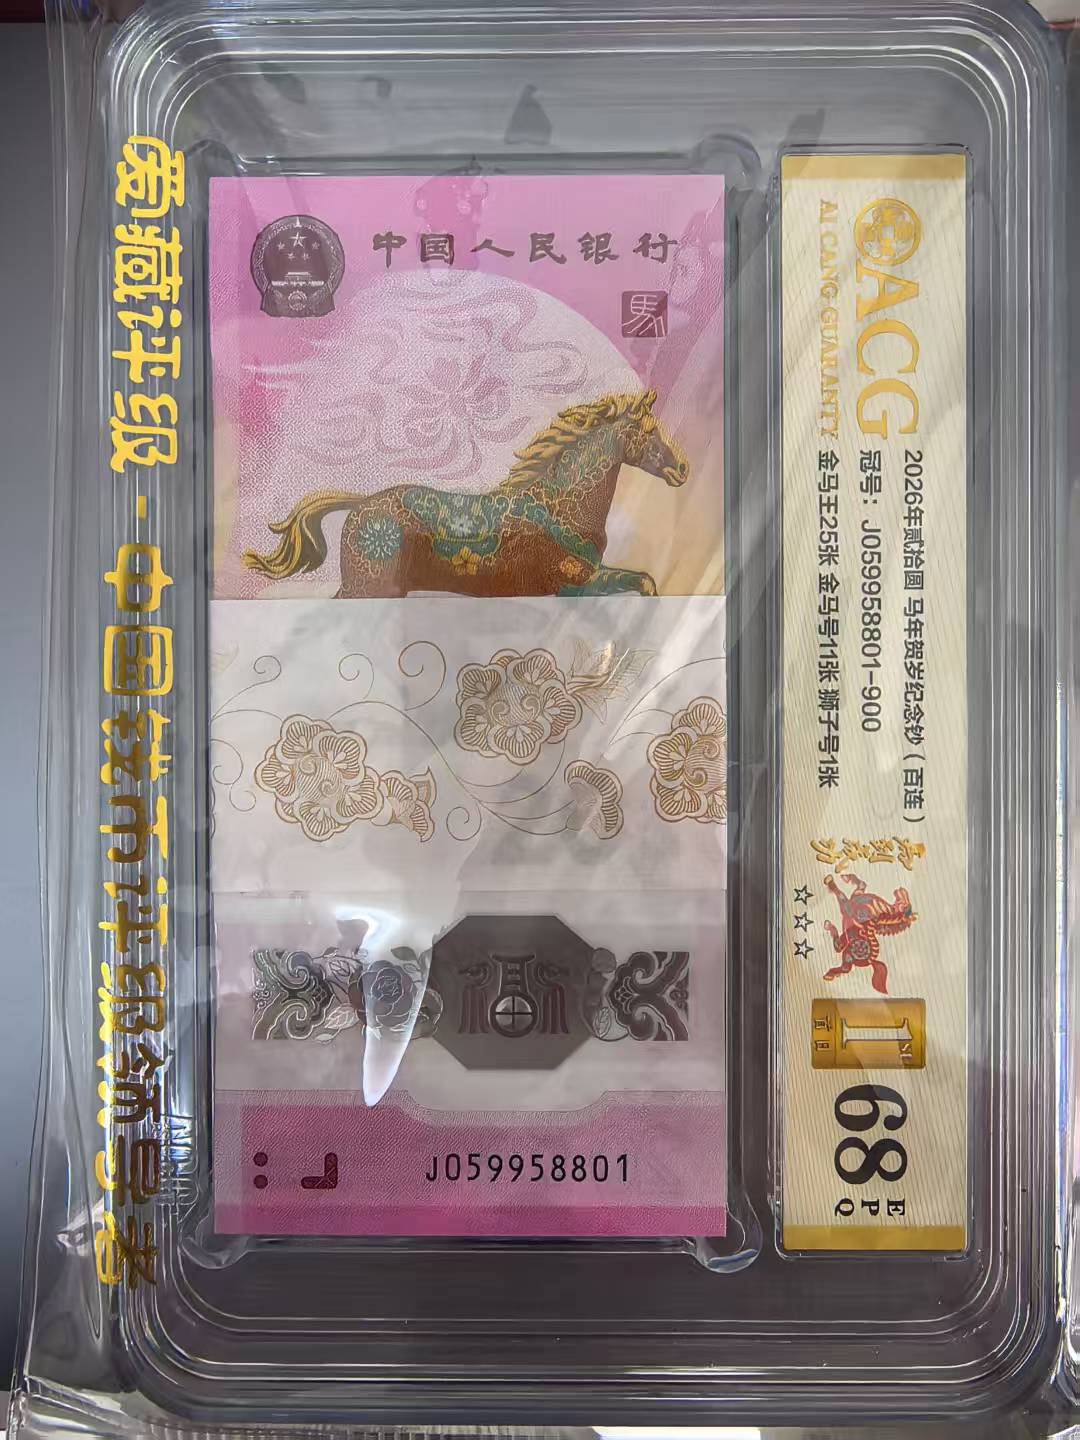 爱藏评级 - 中国钱币评级领导者
中国人民银行
馬
J059958801
ACG
AI CANG GUARANTY
2026年贰拾圆 马年贺岁纪念钞（百连）
冠号：J059958801-900
金马王25张 金马号11张 狮子号1张
马到成功
☆☆☆
1
ST
首日
68
EPQ